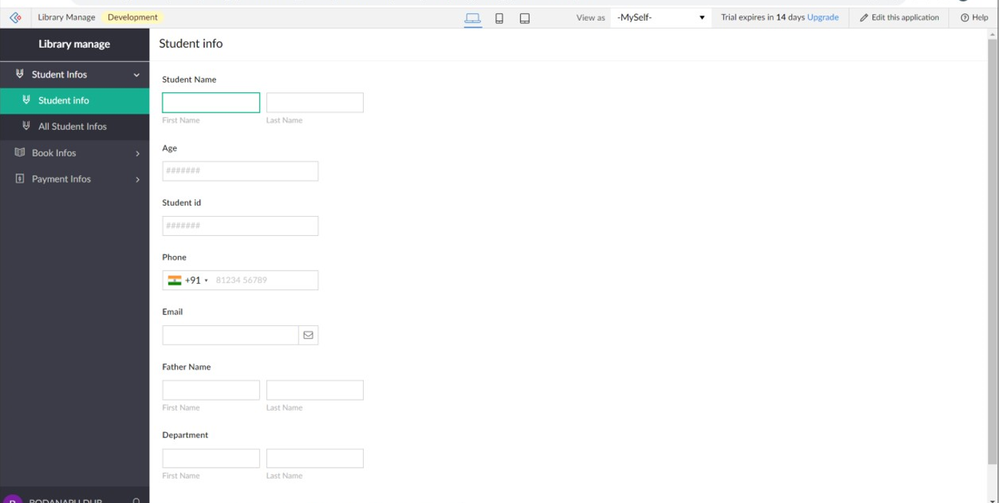 Library Manage Development View as -MySelf- Trial expires in 14 days Upgrade Edit this application Help
Library manage
Student info
Student Infos
Student info
All Student Infos
Book Infos
Payment Infos
Student Name
First Name Last Name
Age
#######
Student id
#######
Phone
+91 81234 56789
Email
Father Name
First Name Last Name
Department
First Name Last Name